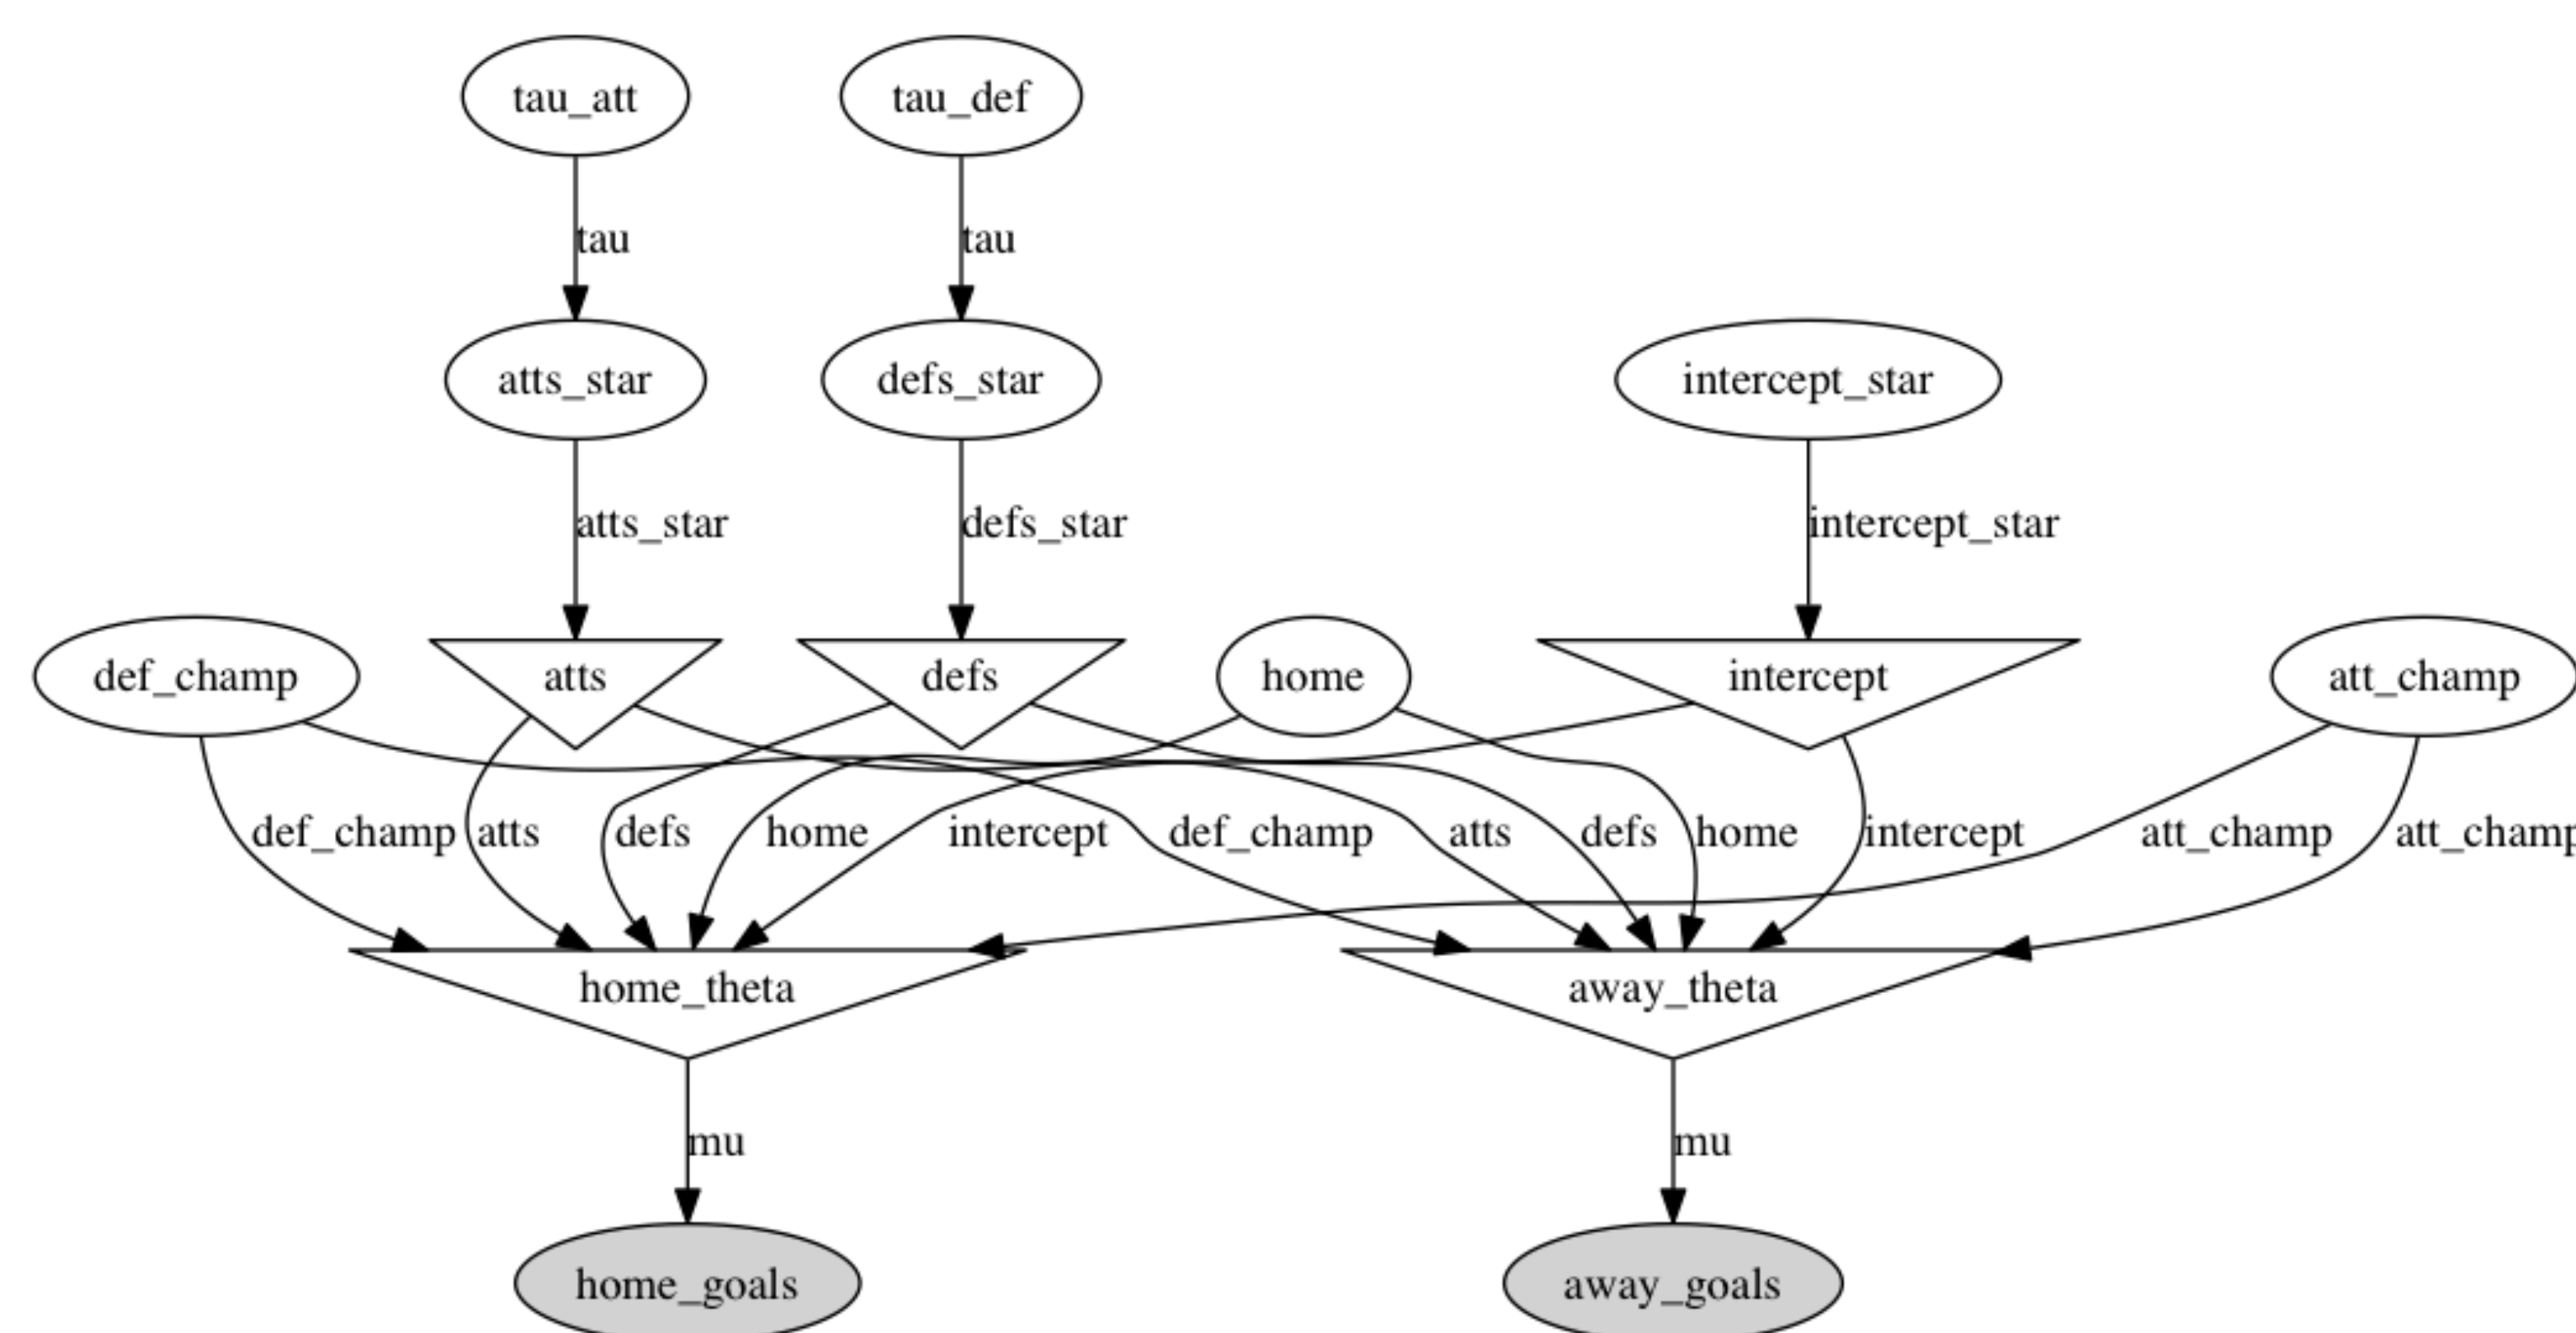 tau_att
tau_def
tau
tau
atts_star
defs_star
intercept_star
atts_star
defs_star
intercept_star
def_champ
atts
defs
home
intercept
att_champ
def_champ
atts
defs
home
intercept
def_champ
atts
defs
home
intercept
att_champ
att_champ
home_theta
away_theta
mu
mu
home_goals
away_goals